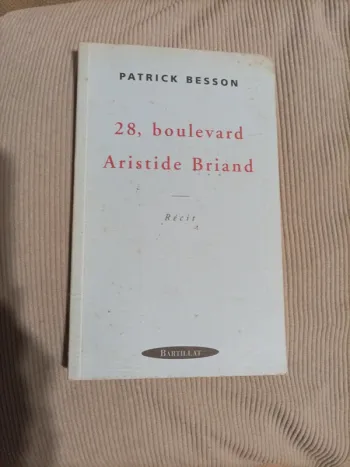 PATRICK BESSON
28, boulevard
Aristide Briand
Récit
BARTILLAT